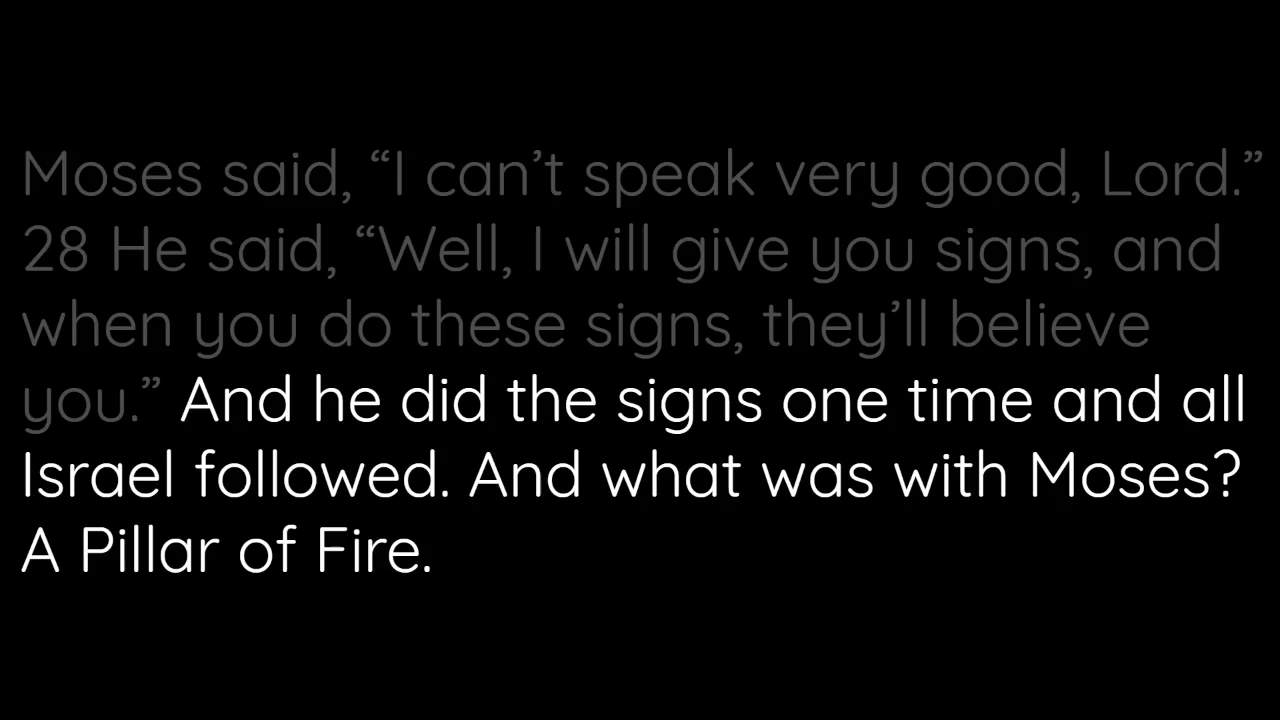 Moses said, “I can’t speak very good, Lord.”
28 He said, “Well, I will give you signs, and
when you do these signs, they’ll believe
you.” And he did the signs one time and all
Israel followed. And what was with Moses?
A Pillar of Fire.